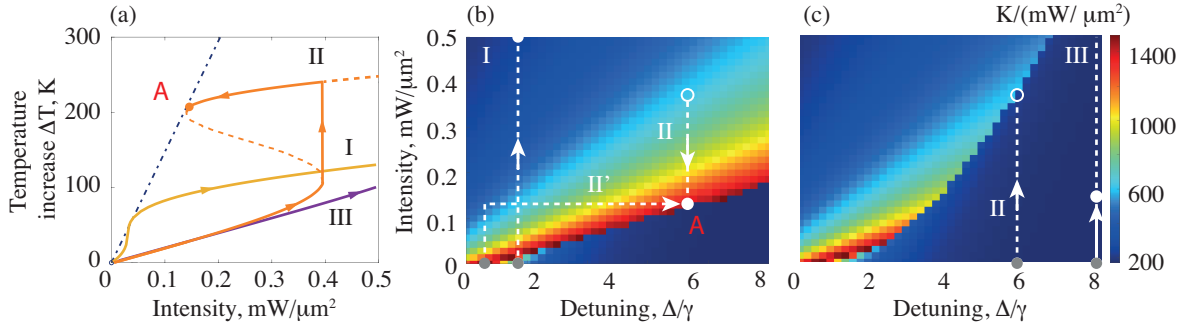 (a)
(b)
(c)
K/(mW/ μm²)
Temperature
increase ΔT, K
300
200
100
0
0
0.1
0.2
0.3
0.4
0.5
Intensity, mW/μm²
A
II
I
III
Intensity, mW/μm²
0.5
0.4
0.3
0.2
0.1
0
0
2
4
6
8
Detuning, Δ/γ
I
II
II'
A
0
2
4
6
8
Detuning, Δ/γ
II
III
1400
1000
600
200